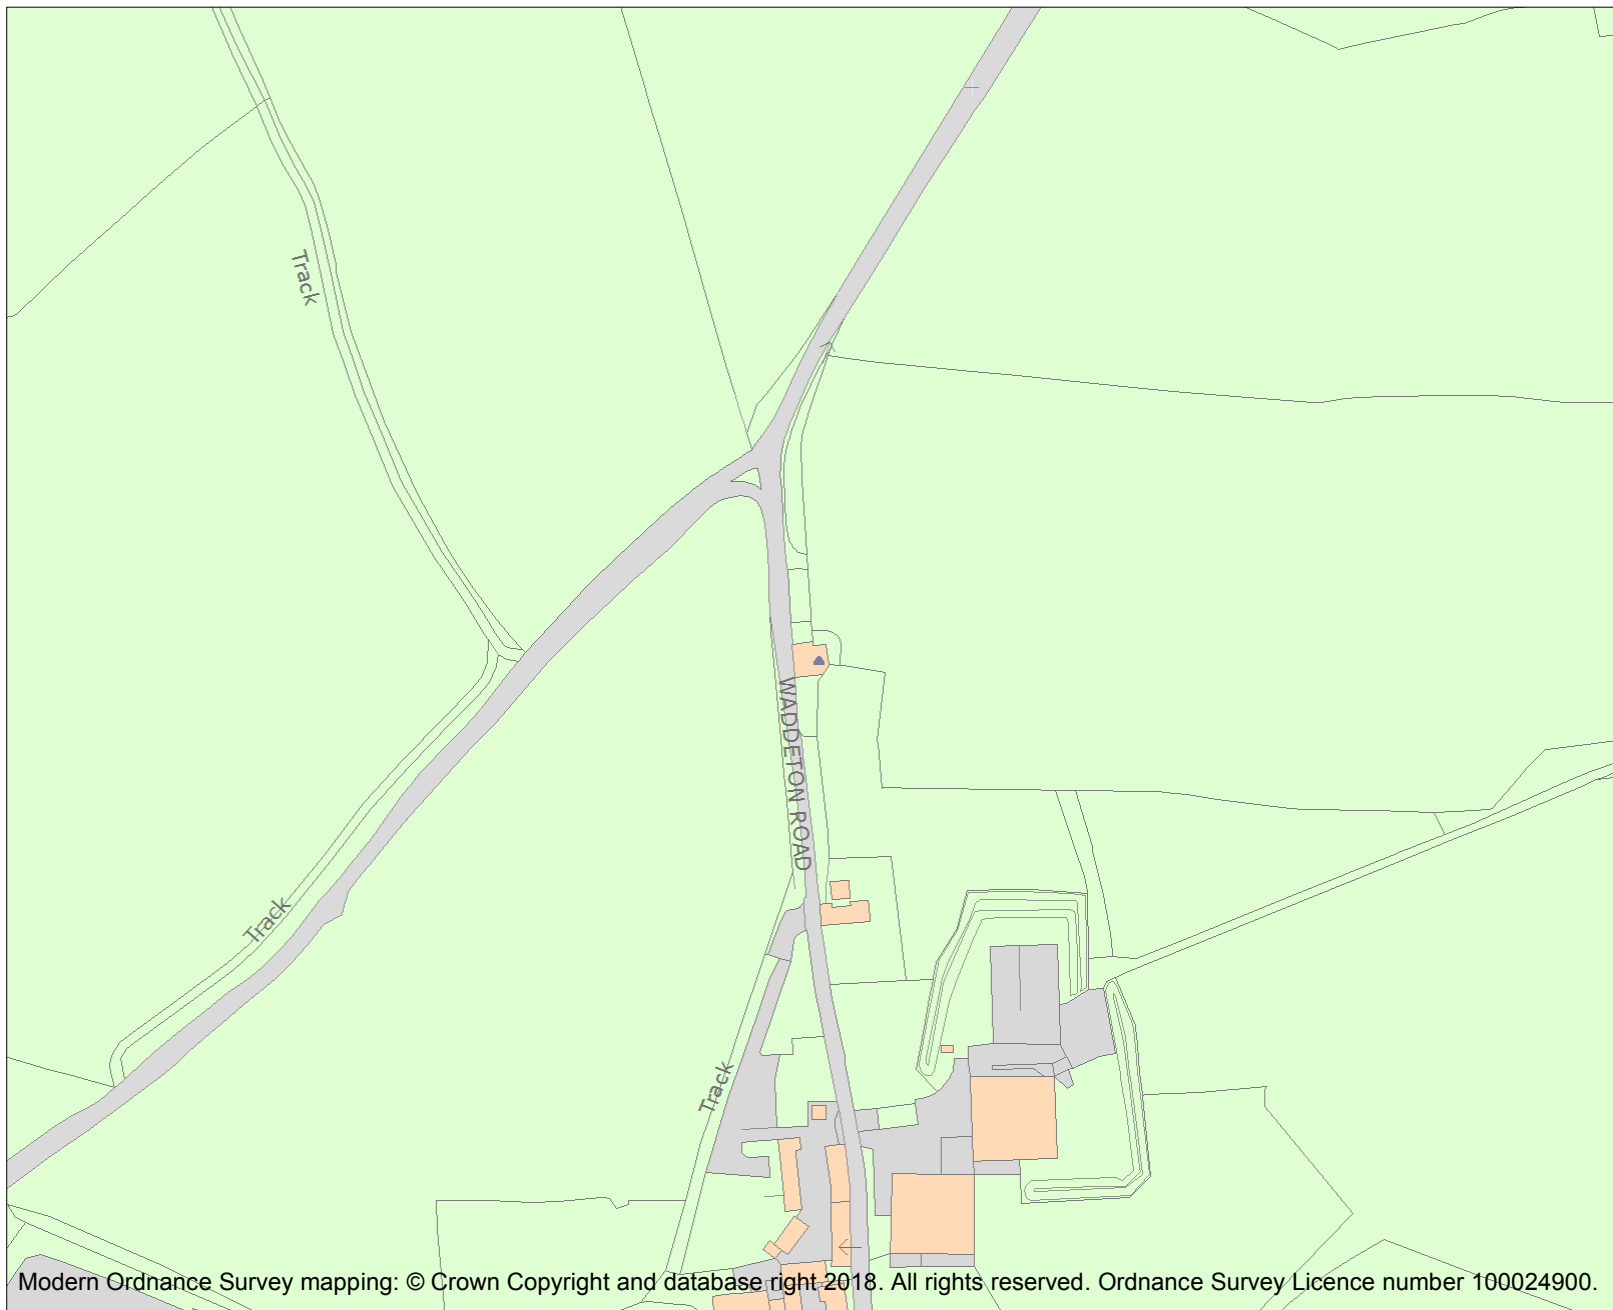 Track
WADDETON ROAD
Track
Track
Modern Ordnance Survey mapping: © Crown Copyright and database right 2018. All rights reserved. Ordnance Survey Licence number 100024900.